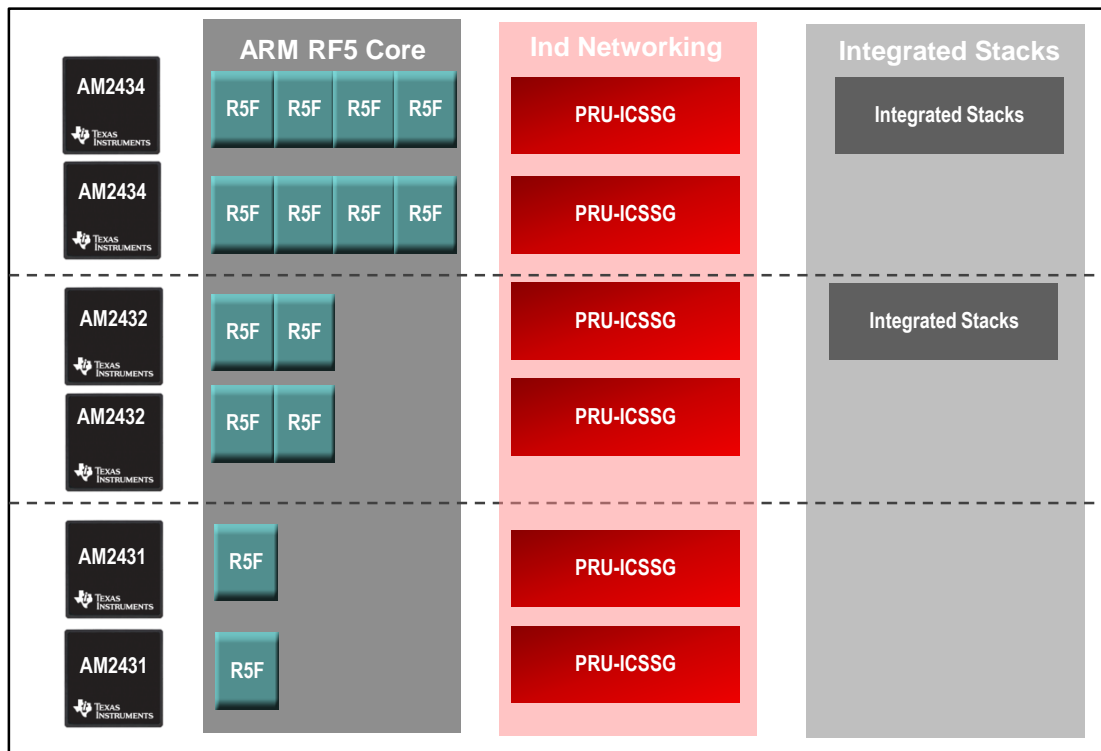 ARM RF5 Core
Ind Networking
Integrated Stacks
AM2434
TEXAS
INSTRUMENTS
R5F R5F R5F R5F
PRU-ICSSG
Integrated Stacks
AM2434
TEXAS
INSTRUMENTS
R5F R5F R5F R5F
PRU-ICSSG
AM2432
TEXAS
INSTRUMENTS
R5F R5F
PRU-ICSSG
Integrated Stacks
AM2432
TEXAS
INSTRUMENTS
R5F R5F
PRU-ICSSG
AM2431
TEXAS
INSTRUMENTS
R5F
PRU-ICSSG
AM2431
TEXAS
INSTRUMENTS
R5F
PRU-ICSSG